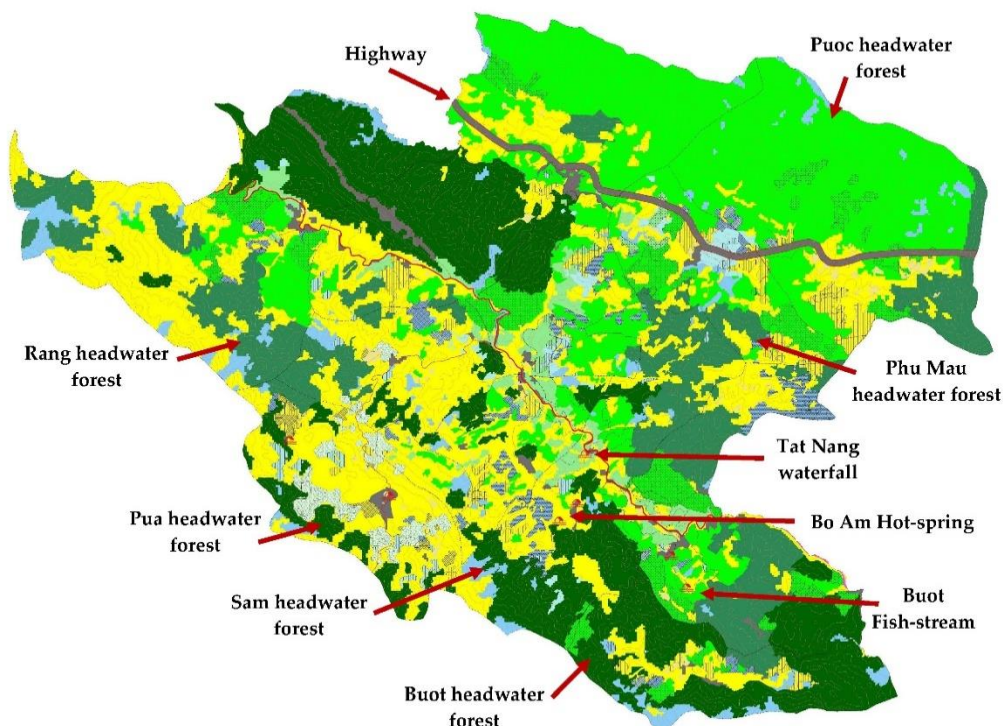 Highway
Puoc headwater
forest
Rang headwater
forest
Phu Mau
headwater forest
Tat Nang
waterfall
Pua headwater
forest
Bo Am Hot-spring
Sam headwater
forest
Buot
Fish-stream
Buot headwater
forest